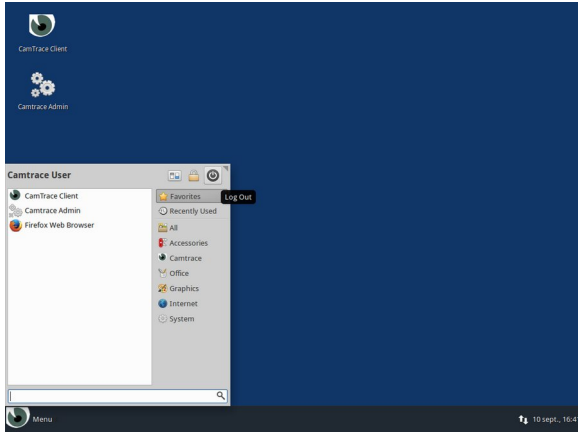 CamTrace Client
Camtrace Admin
Camtrace User
CamTrace Client
Camtrace Admin
Firefox Web Browser
Favorites
Log Out
Recently Used
All
Accessories
Camtrace
Office
Graphics
Internet
System
Menu
10 sept., 16:4